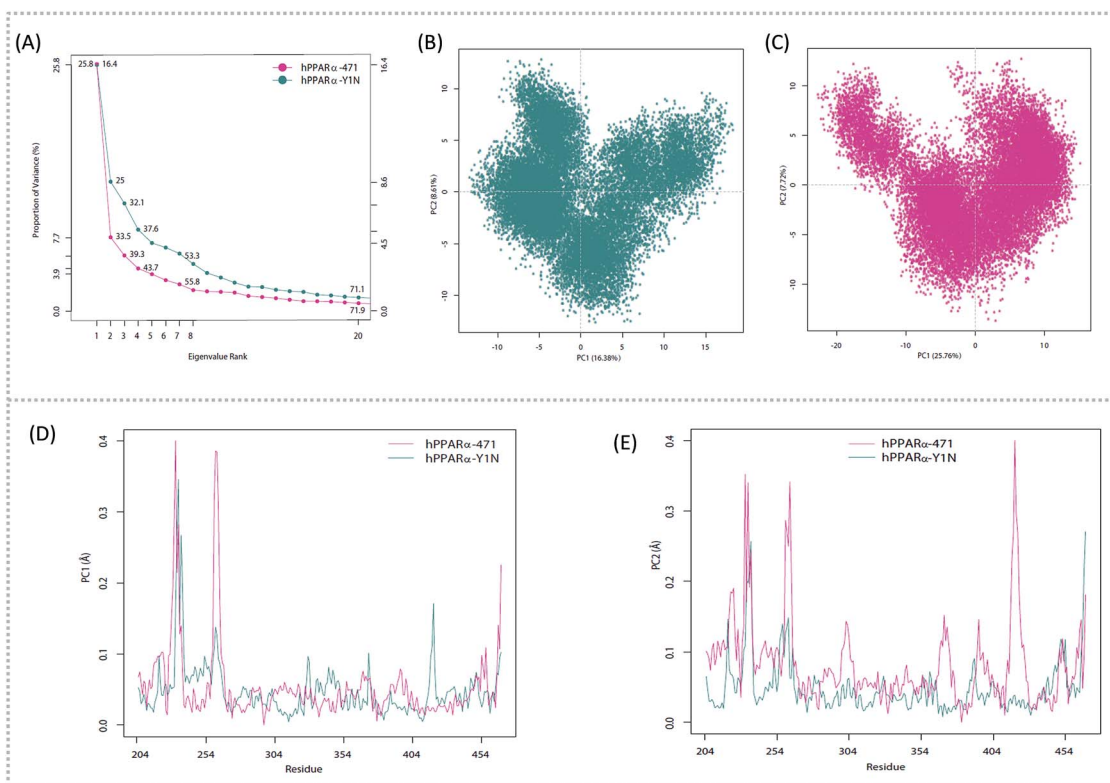 (A)
hPPARα-471
hPPARα-Y1N
Proportion of Variance (%)
25.8
7.7
3.9
0.0
16.4
8.6
4.5
0.0
25.8
16.4
25
32.1
37.6
53.3
71.1
33.5
39.3
43.7
55.8
71.9
1 2 3 4 5 6 7 8 20
Eigenvalue Rank
(B)
PC2 (8.61%)
10
5
0
-5
-10
-10 -5 0 5 10 15
PC1 (16.38%)
(C)
PC2 (7.72%)
10
5
0
-5
-10
-20 -10 0 10
PC1 (25.76%)
(D)
hPPARα-471
hPPARα-Y1N
PC1 (Å)
0.4
0.3
0.2
0.1
0.0
204 254 304 354 404 454
Residue
(E)
hPPARα-471
hPPARα-Y1N
PC2 (Å)
0.4
0.3
0.2
0.1
0.0
204 254 304 354 404 454
Residue